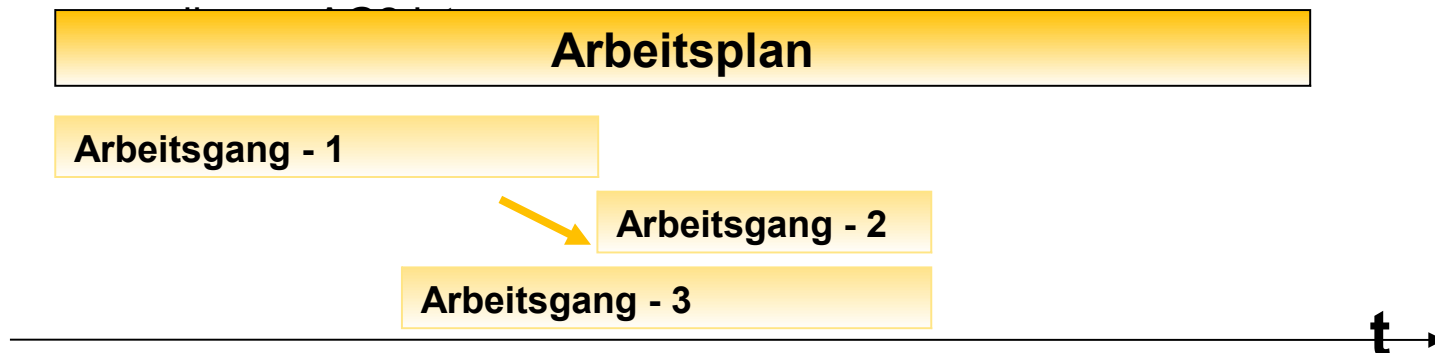 Arbeitsplan
Arbeitsgang - 1
Arbeitsgang - 2
Arbeitsgang - 3
t